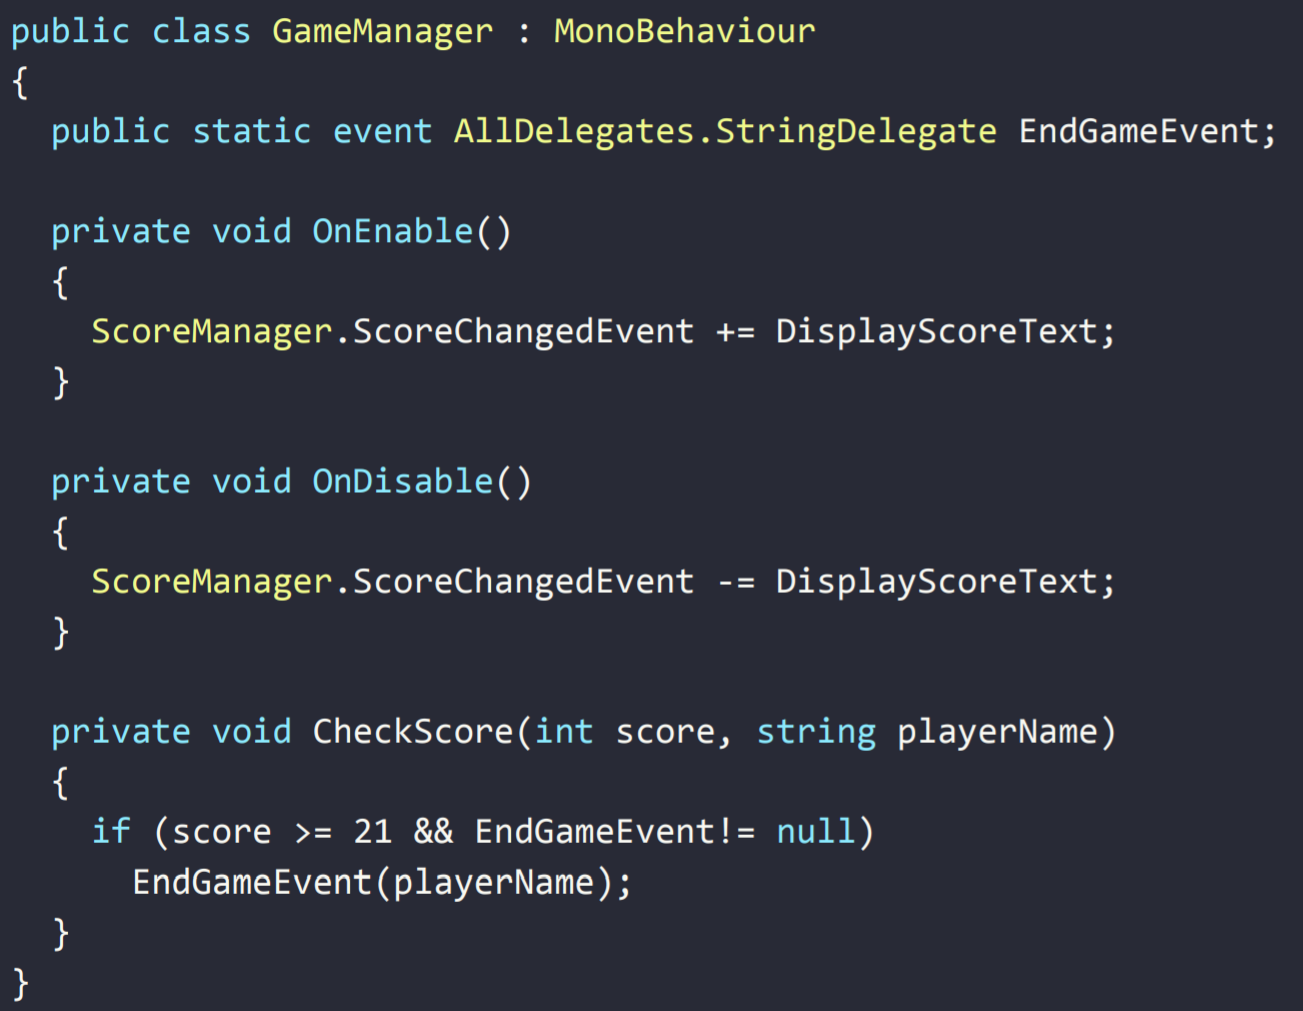 public class GameManager : MonoBehaviour
{
  public static event AllDelegates.StringDelegate EndGameEvent;

  private void OnEnable()
  {
    ScoreManager.ScoreChangedEvent += DisplayScoreText;
  }

  private void OnDisable()
  {
    ScoreManager.ScoreChangedEvent -= DisplayScoreText;
  }

  private void CheckScore(int score, string playerName)
  {
    if (score >= 21 && EndGameEvent!= null)
      EndGameEvent(playerName);
  }
}